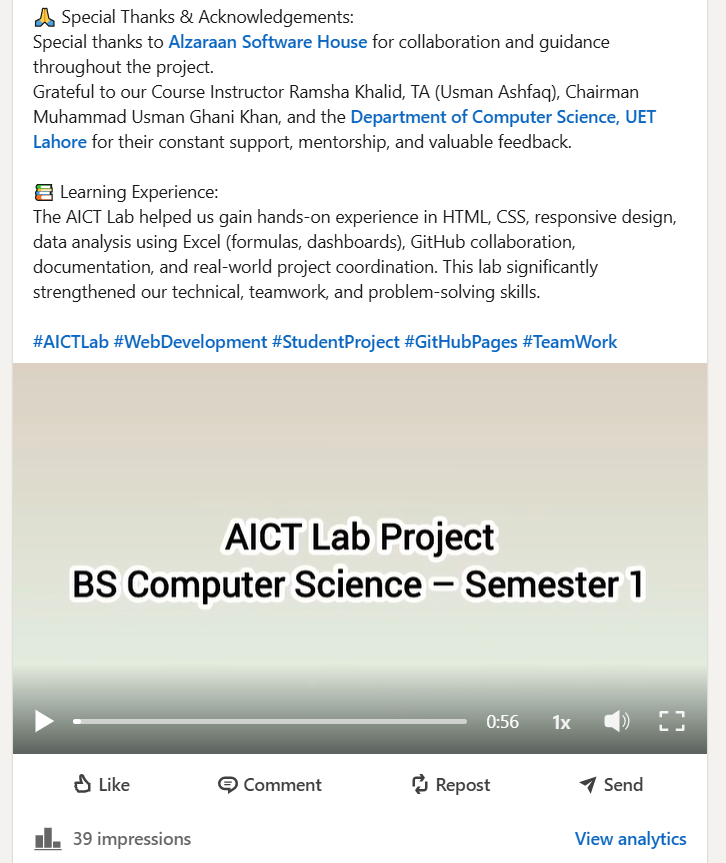 🙏 Special Thanks & Acknowledgements:
Special thanks to Alzaraan Software House for collaboration and guidance
throughout the project.
Grateful to our Course Instructor Ramsha Khalid, TA (Usman Ashfaq), Chairman
Muhammad Usman Ghani Khan, and the Department of Computer Science, UET
Lahore for their constant support, mentorship, and valuable feedback.
📚 Learning Experience:
The AICT Lab helped us gain hands-on experience in HTML, CSS, responsive design,
data analysis using Excel (formulas, dashboards), GitHub collaboration,
documentation, and real-world project coordination. This lab significantly
strengthened our technical, teamwork, and problem-solving skills.
#AICTLab #WebDevelopment #StudentProject #GitHubPages #TeamWork
AICT Lab Project
BS Computer Science – Semester 1
0:56 1x
Like Comment Repost Send
39 impressions View analytics